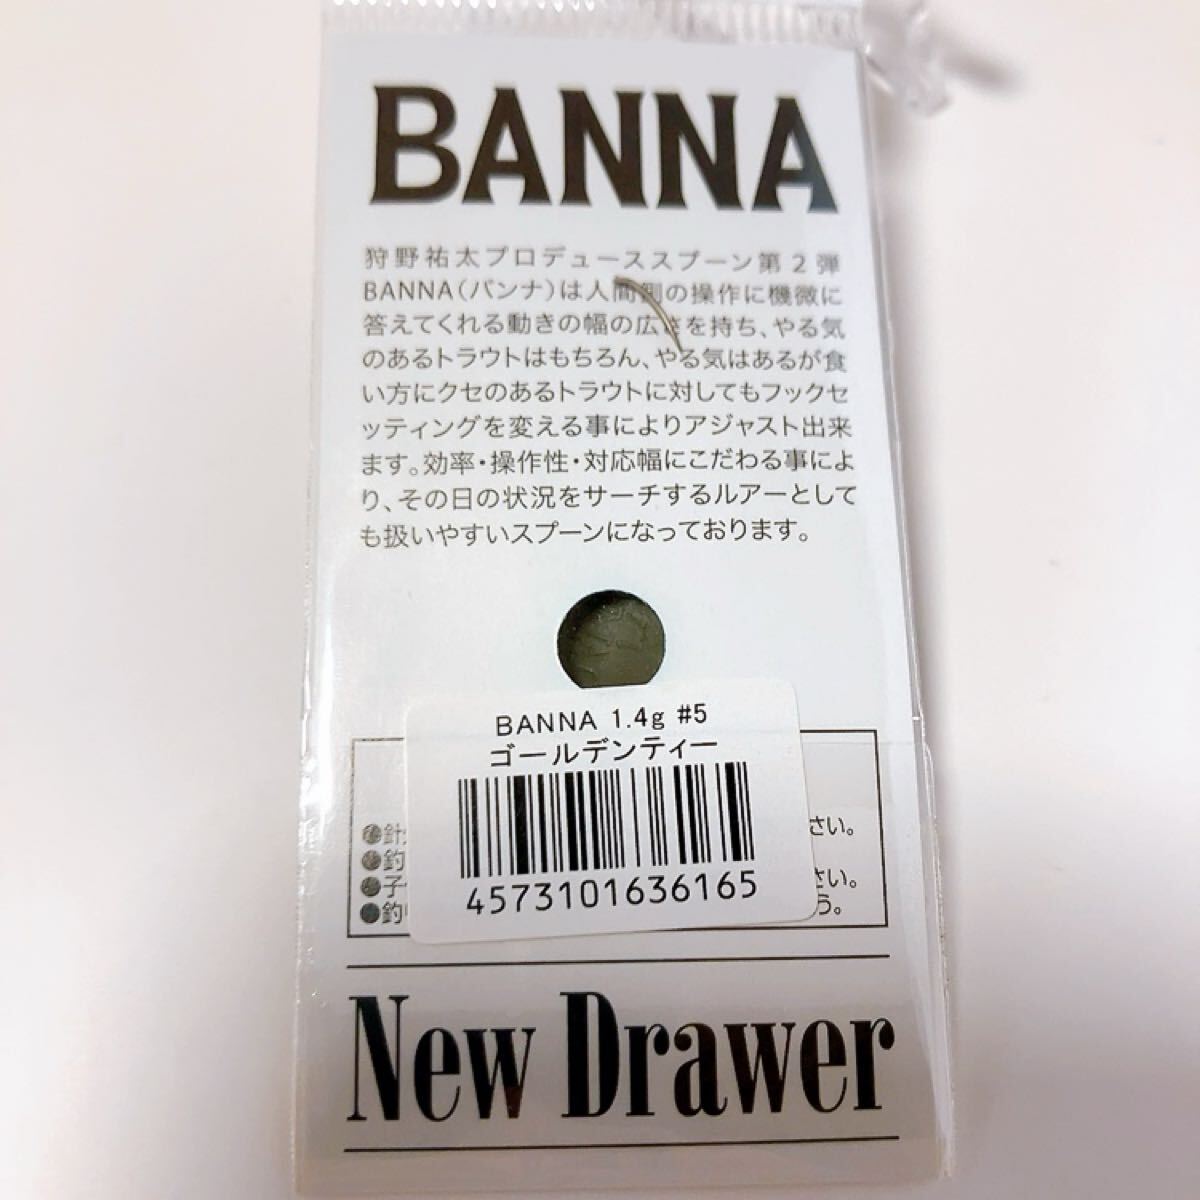 BANNA
狩野祐太プロデューススプーン第2弾
BANNA(バンナ)は人間側の操作に機微に
答えてくれる動きの幅の広さを持ち、やる気
のあるトラウトはもちろん、やる気はあるが食
い方にクセのあるトラウトに対してもフックセ
ッティングを変える事によりアジャスト出来
ます。効率・操作性・対応幅にこだわる事によ
り、その日の状況をサーチするルアーとして
も扱いやすいスプーンになっております。
BANNA 1.4g #5
ゴールデンティー
4573101636165
●針 さい。
●釣
●子 さい。
●釣 う。
New Drawer